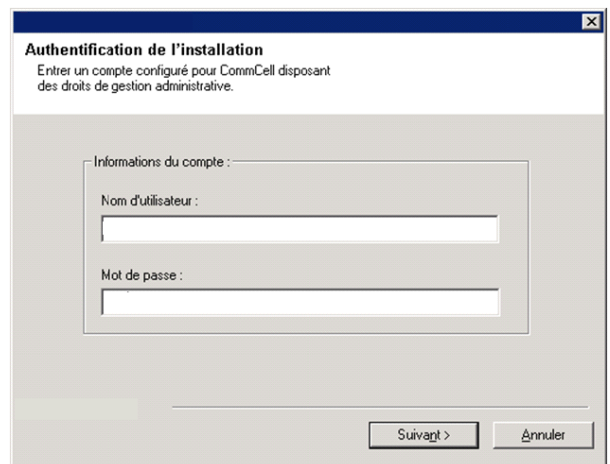 Authentification de l'installation
Entrer un compte configuré pour CommCell disposant
des droits de gestion administrative.
Informations du compte :
Nom d'utilisateur :
Mot de passe :
Suivant >
Annuler